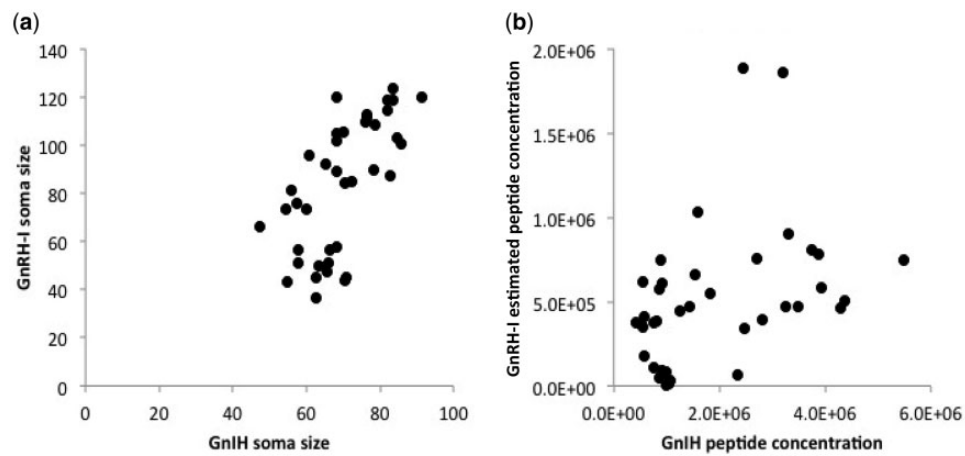 (a)
140
120
100
80
60
40
20
0
GnRH-I soma size
0 20 40 60 80 100
GnIH soma size
(b)
2.0E+06
1.5E+06
1.0E+06
5.0E+05
0.0E+00
GnRH-I estimated peptide concentration
0.0E+00 2.0E+06 4.0E+06 6.0E+06
GnIH peptide concentration